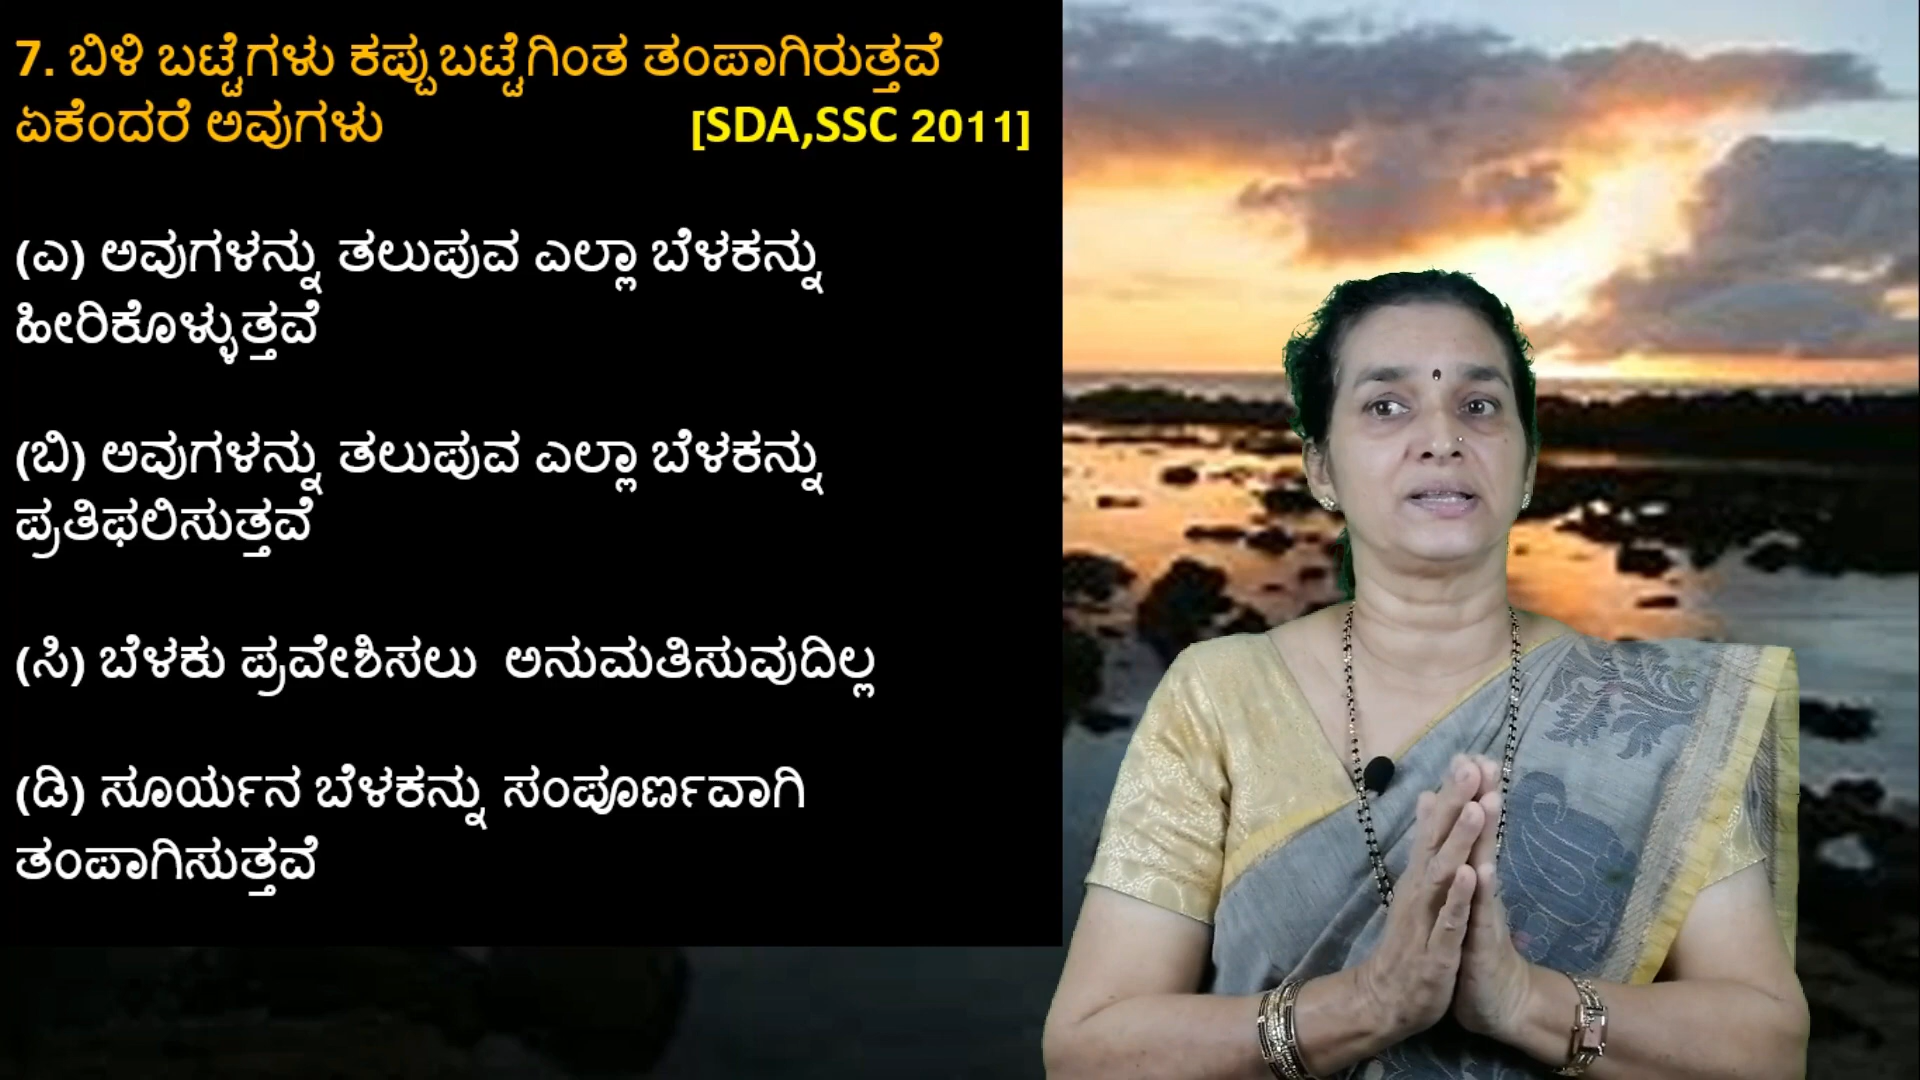 7. ಬಿಳಿ ಬಟ್ಟೆಗಳು ಕಪ್ಪುಬಟ್ಟೆಗಿಂತ ತಂಪಾಗಿರುತ್ತವೆ
ಏಕೆಂದರೆ ಅವುಗಳು [SDA,SSC 2011]
(ಎ) ಅವುಗಳನ್ನು ತಲುಪುವ ಎಲ್ಲಾ ಬೆಳಕನ್ನು
ಹೀರಿಕೊಳ್ಳುತ್ತವೆ
(ಬಿ) ಅವುಗಳನ್ನು ತಲುಪುವ ಎಲ್ಲಾ ಬೆಳಕನ್ನು
ಪ್ರತಿಫಲಿಸುತ್ತವೆ
(ಸಿ) ಬೆಳಕು ಪ್ರವೇಶಿಸಲು ಅನುಮತಿಸುವುದಿಲ್ಲ
(ಡಿ) ಸೂರ್ಯನ ಬೆಳಕನ್ನು ಸಂಪೂರ್ಣವಾಗಿ
ತಂಪಾಗಿಸುತ್ತವೆ